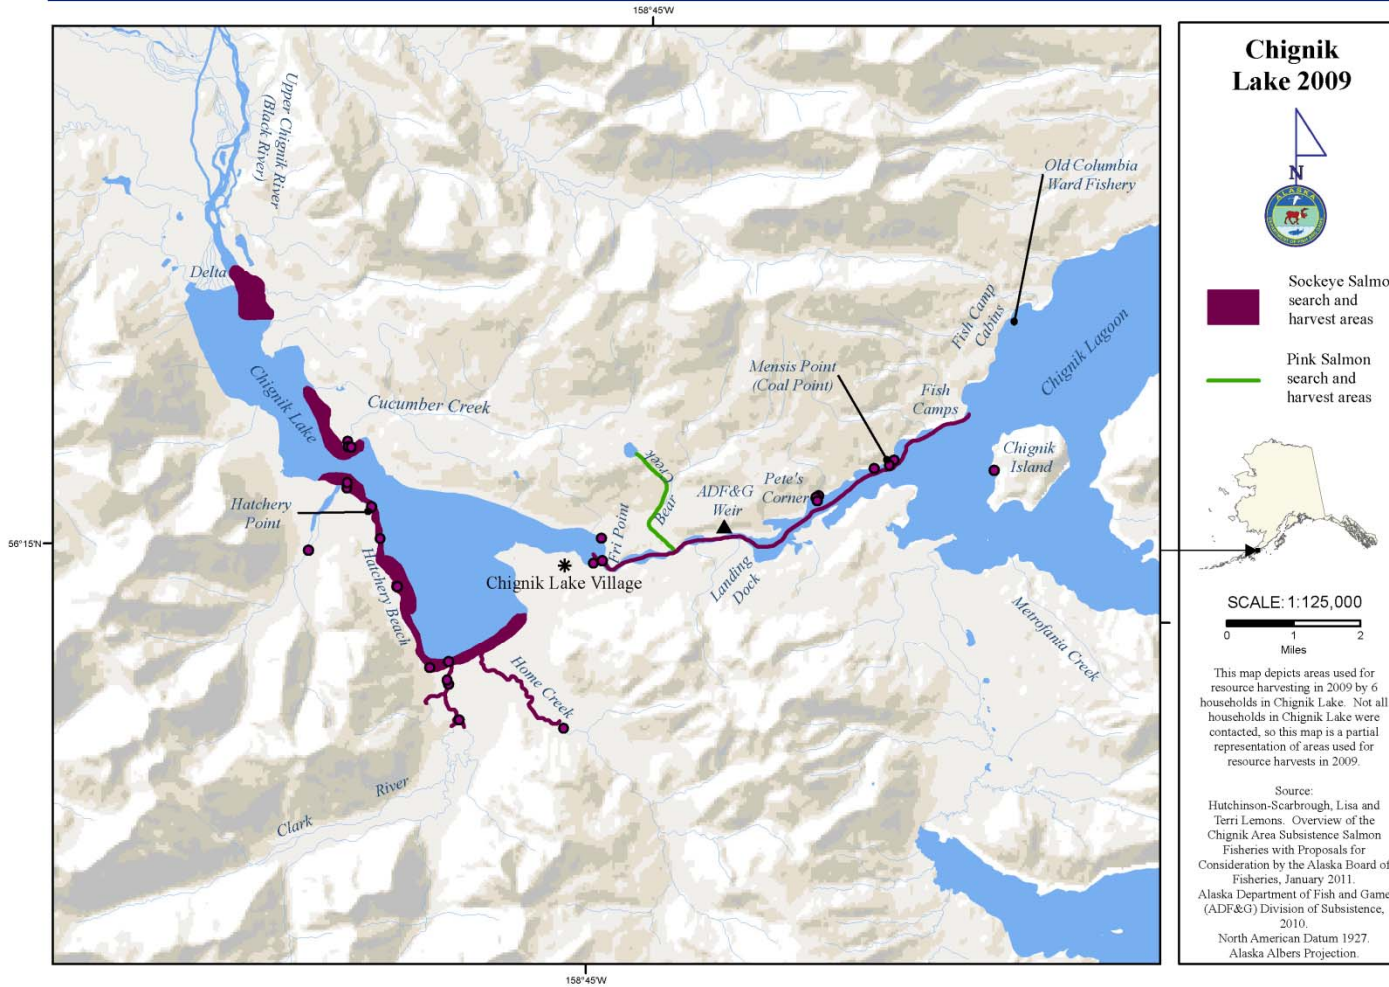 158°45'W
Upper Chignik River
(Black River)
Delta
Old Columbia
Ward Fishery
Fish Camp
Cabins
Chignik Lagoon
Mensis Point
(Coal Point)
Fish
Camps
Chignik Lake
Cucumber Creek
Chignik
Island
Creek
Bear
Pete's
Corner
ADF&G
Weir
Hatchery
Point
56°15'N
Fri Point
Chignik Lake Village
Landing
Dock
Hatchery Beach
Metrofania Creek
Home Creek
River
Clark
158°45'W
Chignik
Lake 2009
N
ALASKA
Sockeye Salmo
search and
harvest areas
Pink Salmon
search and
harvest areas
SCALE: 1:125,000
0 1 2
Miles
This map depicts areas used for
resource harvesting in 2009 by 6
households in Chignik Lake. Not all
households in Chignik Lake were
contacted, so this map is a partial
representation of areas used for
resource harvests in 2009.
Source:
Hutchinson-Scarbrough, Lisa and
Terri Lemons. Overview of the
Chignik Area Subsistence Salmon
Fisheries with Proposals for
Consideration by the Alaska Board of
Fisheries, January 2011.
Alaska Department of Fish and Game
(ADF&G) Division of Subsistence,
2010.
North American Datum 1927.
Alaska Albers Projection.